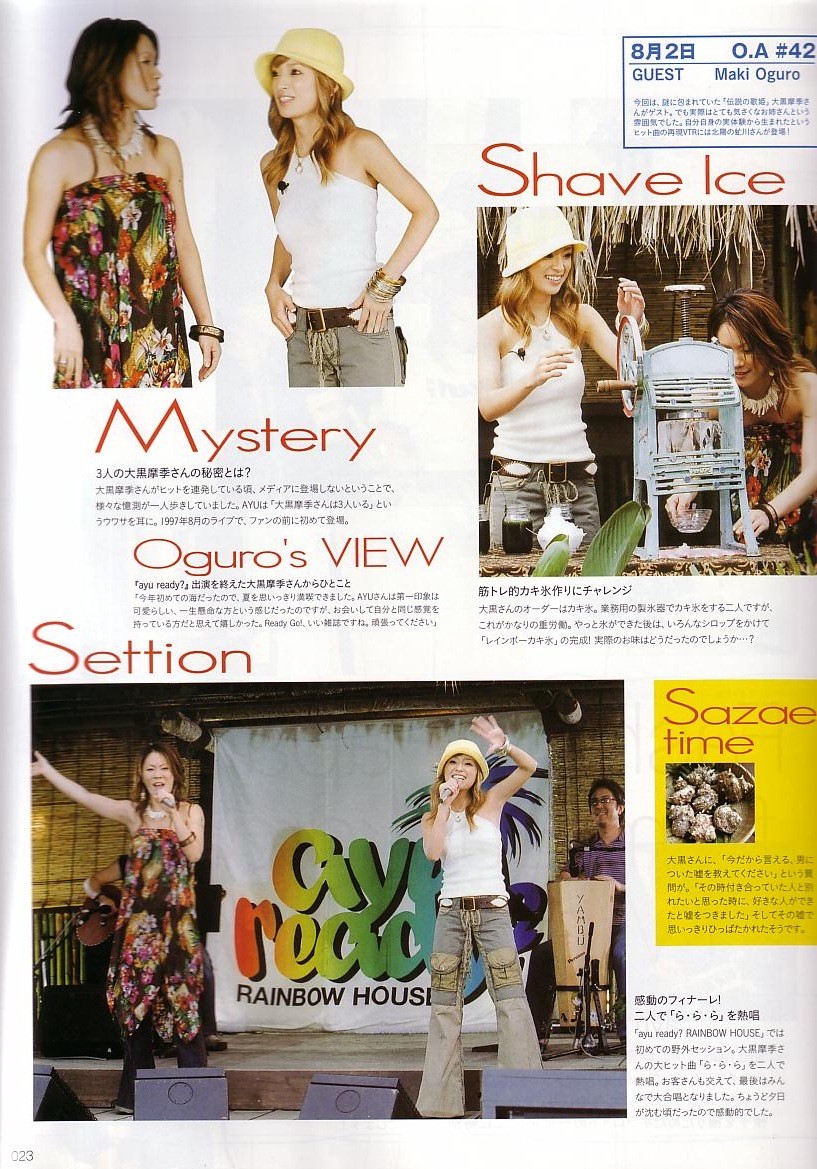 8月2日 O.A #42
GUEST Maki Oguro
今回は、謎に包まれていた「伝説の歌姫」大黒摩季さ
んがゲスト。でも実際はとても気さくなお姉さんという
雰囲気でした。自分自身の実体験から生まれたという
ヒット曲の再現VTRには北陽の虻川さんが登場!
Shave Ice
Mystery
3人の大黒摩季さんの秘密とは?
大黒摩季さんがヒットを連発している頃、メディアに登場しないということで、
様々な憶測が一人歩きしていました。AYUは「大黒摩季さんは3人いる」とい
うウワサを耳に。1997年8月のライブで、ファンの前に初めて登場。
Oguro's VIEW
『ayu ready?』出演を終えた大黒摩季さんからひとこと
「今年初めての海だったので、夏を思いっきり満喫できました。AYUさんは第一印象は
可愛らしい、一生懸命な方という感じだったのですが、お会いして自分と同じ感覚を
持っている方だと思えて嬉しかった。Ready Go!、いい雑誌ですね。頑張ってください」
筋トレ的カキ氷作りにチャレンジ
大黒さんのオーダーはカキ氷。業務用の製氷器でカキ氷をする二人ですが、
これがかなりの重労働。やっと氷ができた後は、いろんなシロップをかけて
「レインボーカキ氷」の完成! 実際のお味はどうだったのでしょうか…?
Settion
ayu
ready
RAINBOW HOUSE
YAMBU
Sazae
time
大黒さんに、「今だから言える、男に
ついた嘘を教えてください」という質
問が。「その時付き合っていた人と別
れたいと思った時に、好きな人ができ
たと嘘をつきました」そしてその嘘で
思いっきりひっぱたかれたそうです。
感動のフィナーレ!
二人で「ら・ら・ら」を熱唱
「ayu ready? RAINBOW HOUSE」では
初めての野外セッション。大黒摩季さ
んの大ヒット曲「ら・ら・ら」を二人で
熱唱。お客さんも交えて、最後はみん
なで大合唱となりました。ちょうど夕日
が沈む頃だったので感動的でした。
023